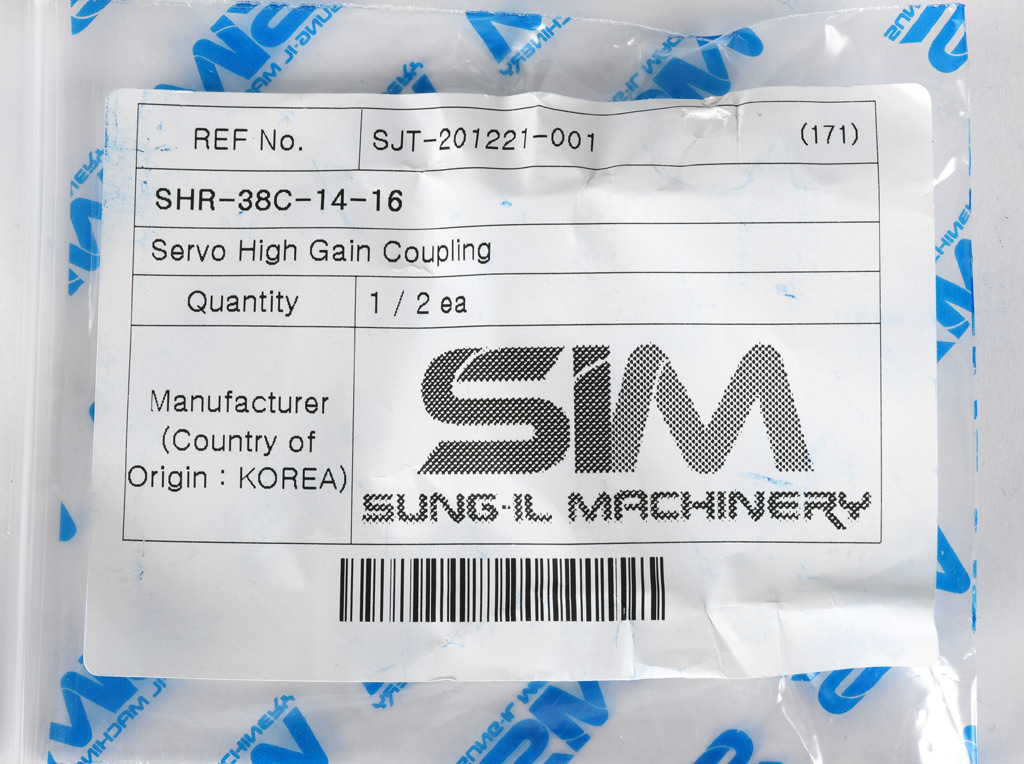 REF No. SJT-201221-001 (171)
SHR-38C-14-16
Servo High Gain Coupling
Quantity 1 / 2 ea
Manufacturer
(Country of
Origin : KOREA)
SIM
SUNG-IL MACHINERY